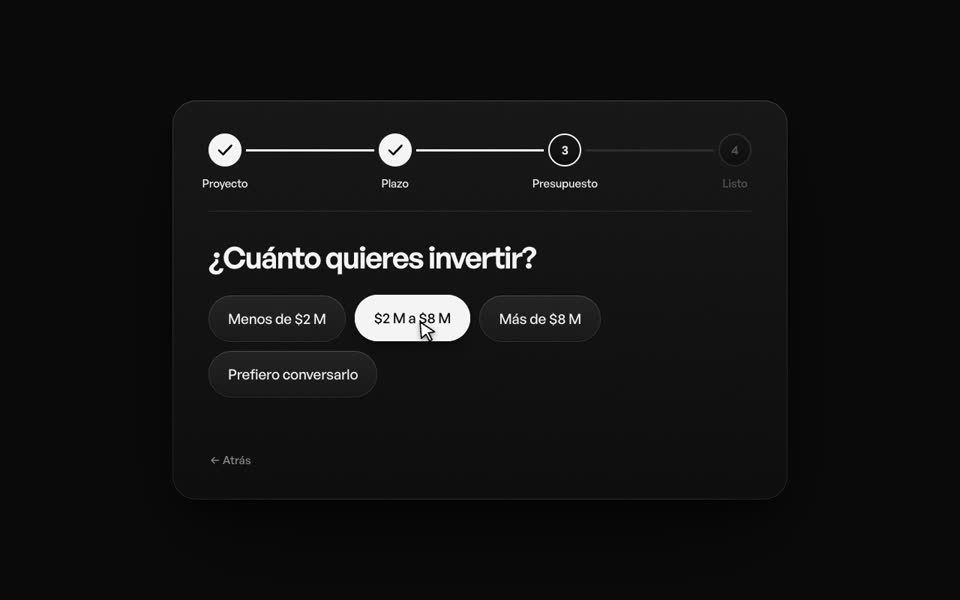 3
4
Proyecto
Plazo
Presupuesto
Listo
¿Cuánto quieres invertir?
Menos de $2 M
$2 M a $8 M
Más de $8 M
Prefiero conversarlo
← Atrás